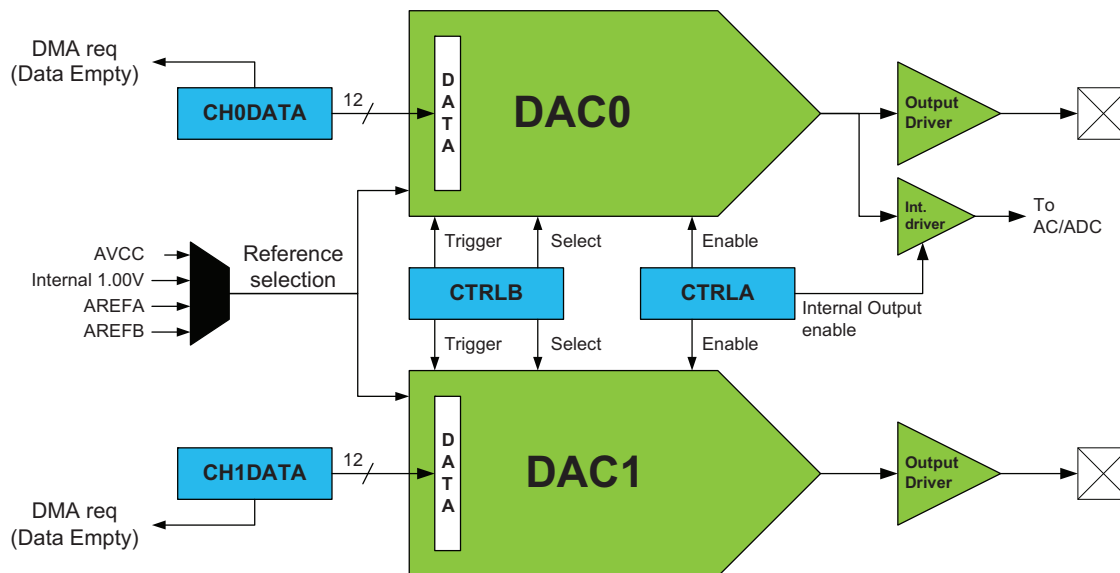 DMA req
(Data Empty)
CH0DATA
12
DATA
DAC0
Output
Driver
Int.
driver
To
AC/ADC
Trigger
Select
Enable
AVCC
Internal 1.00V
AREFA
AREFB
Reference
selection
CTRLB
CTRLA
Internal Output
enable
Trigger
Select
Enable
CH1DATA
12
DATA
DAC1
Output
Driver
DMA req
(Data Empty)